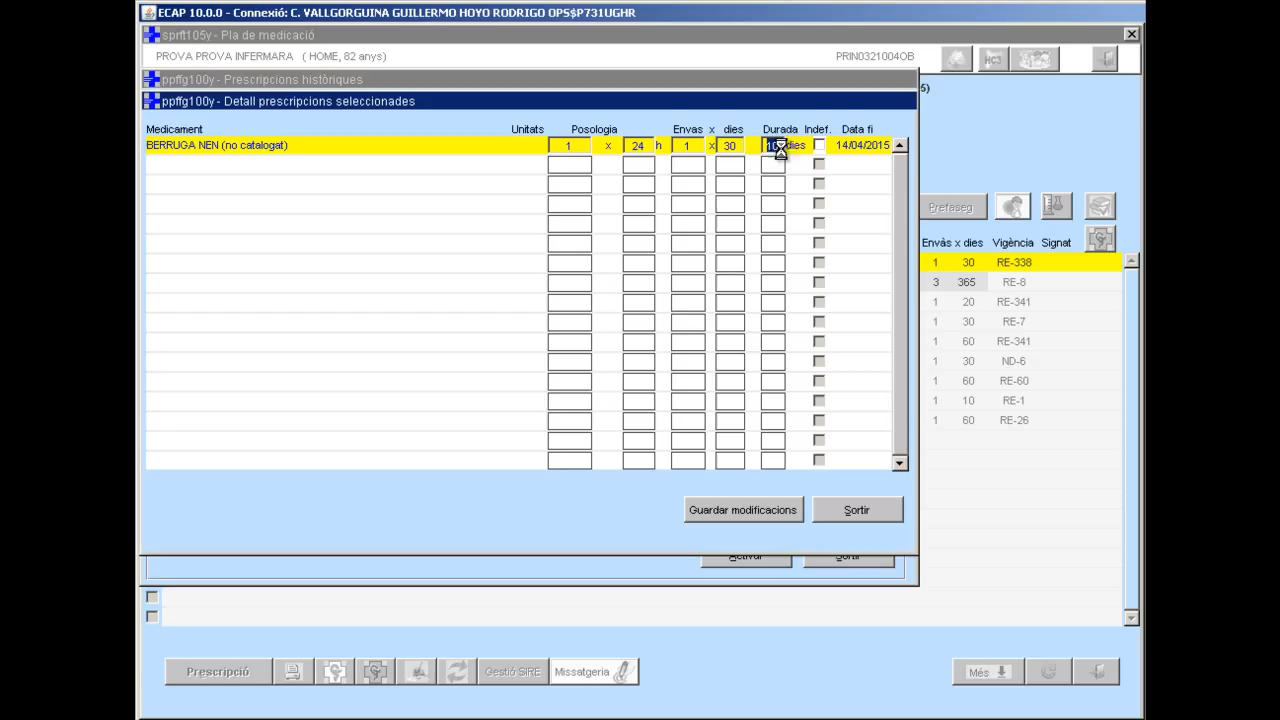 ECAP 10.0.0 - Connexió: C. VALLGORGUINA GUILLERMO HOYO RODRIGO OPS$P731UGHR
sprft105y - Pla de medicació
PROVA PROVA INFERMARA ( HOME, 82 anys) PRIN0321004OB
HC3
ppffg100y - Prescripcions històriques
ppffg100y - Detall prescripcions seleccionades
Medicament Unitats Posologia Envas x dies Durada Indef. Data fi
BERRUGA NEN (no catalogat) 1 x 24 h 1 x 30 dies 14/04/2015
Prefaseg
Envàs x dies Vigència Signat
1 30 RE-338
3 365 RE-8
1 20 RE-341
1 30 RE-7
1 60 RE-341
1 30 ND-6
1 60 RE-60
1 10 RE-1
1 60 RE-26
Guardar modificacions Sortir
Activar Sortir
Prescripció Gestió SIRE Missatgeria Més